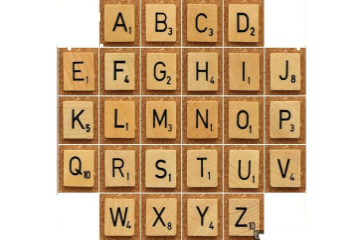 A1 B3 C3 D2
E1 F4 G2 H4 I1 J8
K5 L1 M3 N1 O1 P3
Q10 R1 S1 T1 U1 V4
W4 X8 Y4 Z10